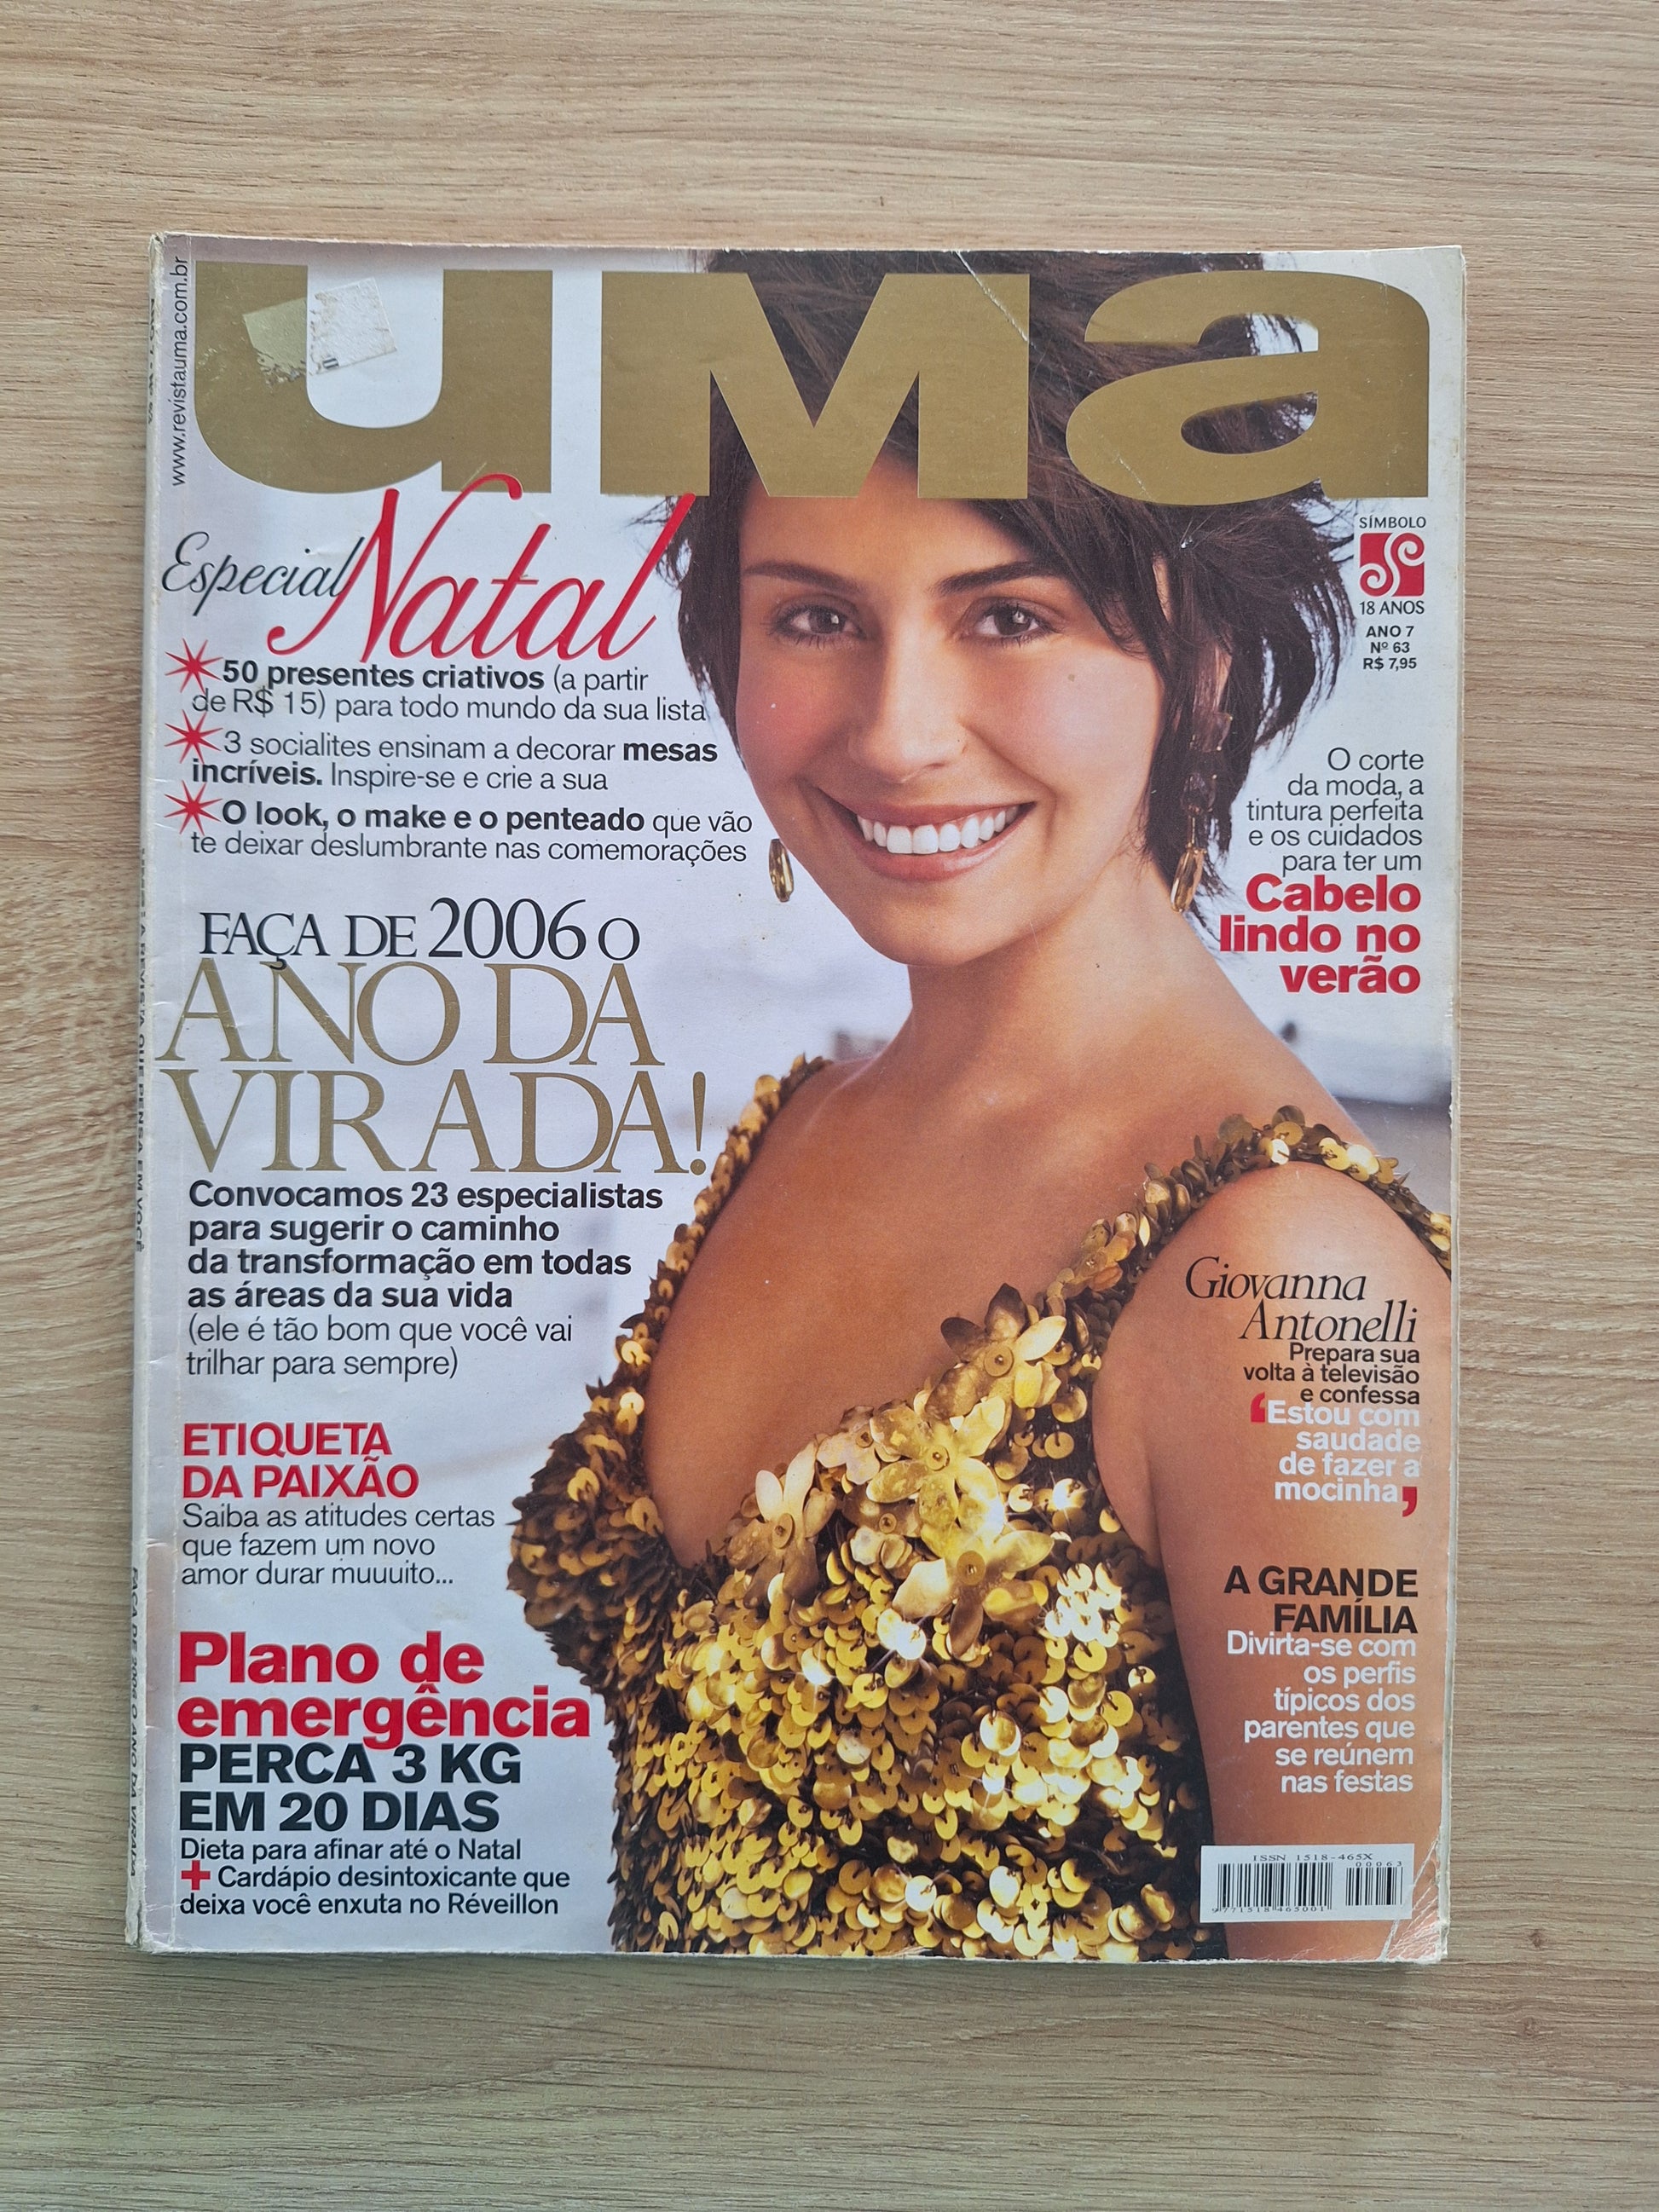 www.revistauma.com.br
uma
Especial Natal
50 presentes criativos (a partir
de R$ 15) para todo mundo da sua lista
3 socialites ensinam a decorar mesas
incríveis. Inspire-se e crie a sua
O look, o make e o penteado que vão
te deixar deslumbrante nas comemorações
FAÇA DE 2006 O
ANO DA
VIRADA!
Convocamos 23 especialistas
para sugerir o caminho
da transformação em todas
as áreas da sua vida
(ele é tão bom que você vai
trilhar para sempre)
ETIQUETA
DA PAIXÃO
Saiba as atitudes certas
que fazem um novo
amor durar muuuito...
Plano de
emergência
PERCA 3 KG
EM 20 DIAS
Dieta para afinar até o Natal
+ Cardápio desintoxicante que
deixa você enxuta no Réveillon
SÍMBOLO
18 ANOS
ANO 7
Nº 63
R$ 7,95
O corte
da moda, a
tintura perfeita
e os cuidados
para ter um
Cabelo
lindo no
verão
Giovanna
Antonelli
Prepara sua
volta à televisão
e confessa
‘Estou com
saudade
de fazer a
mocinha’
A GRANDE
FAMÍLIA
Divirta-se com
os perfis
típicos dos
parentes que
se reúnem
nas festas
ISSN 1518-465X
00063
9 771518 465001